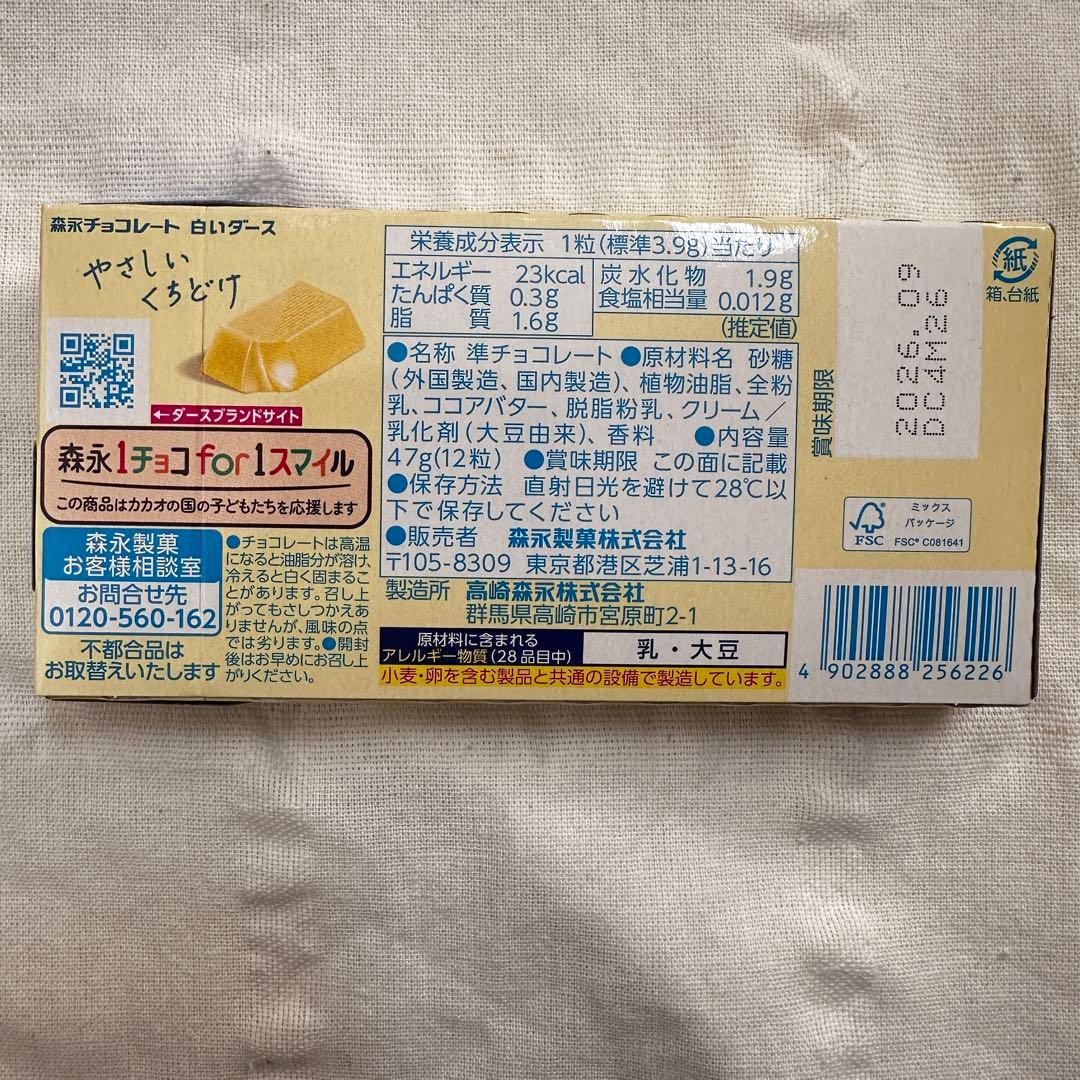 森永チョコレート 白いダース
やさしい
くちどけ
←ダースブランドサイト
森永1チョコfor1スマイル
この商品はカカオの国の子どもたちを応援します
森永製菓
お客様相談室
お問合せ先
0120-560-162
不都合品は
お取替えいたします
●チョコレートは高温
になると油脂分が溶け、
冷えると白く固まるこ
とがあります。召し上
がってもさしつかえあ
りませんが、風味の点
では劣ります。●開封
後はお早めにお召し上
がりください。
栄養成分表示 1粒(標準3.9g)当たり
エネルギー 23kcal
たんぱく質 0.3g
脂質 1.6g
炭水化物 1.9g
食塩相当量 0.012g
(推定値)
●名称 準チョコレート ●原材料名 砂糖
(外国製造、国内製造)、植物油脂、全粉
乳、ココアバター、脱脂粉乳、クリーム/
乳化剤(大豆由来)、香料 ●内容量
47g(12粒) ●賞味期限 この面に記載
●保存方法 直射日光を避けて28℃以
下で保存してください
●販売者 森永製菓株式会社
〒105-8309 東京都港区芝浦1-13-16
製造所 高崎森永株式会社
群馬県高崎市宮原町2-1
原材料に含まれる
アレルギー物質(28品目中)
乳・大豆
小麦・卵を含む製品と共通の設備で製造しています。
賞味期限
2026.09
DC4M26
紙
箱、台紙
FSC
ミックス
パッケージ
FSC® C081641
4 902888 256226